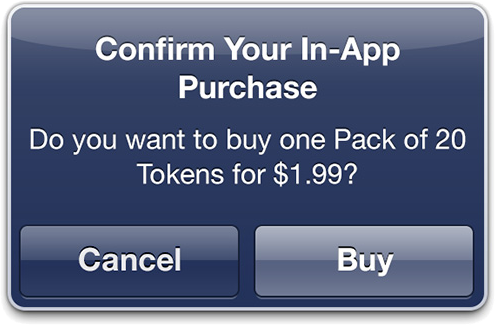 Confirm Your In-App
Purchase
Do you want to buy one Pack of 20
Tokens for $1.99?
Cancel
Buy